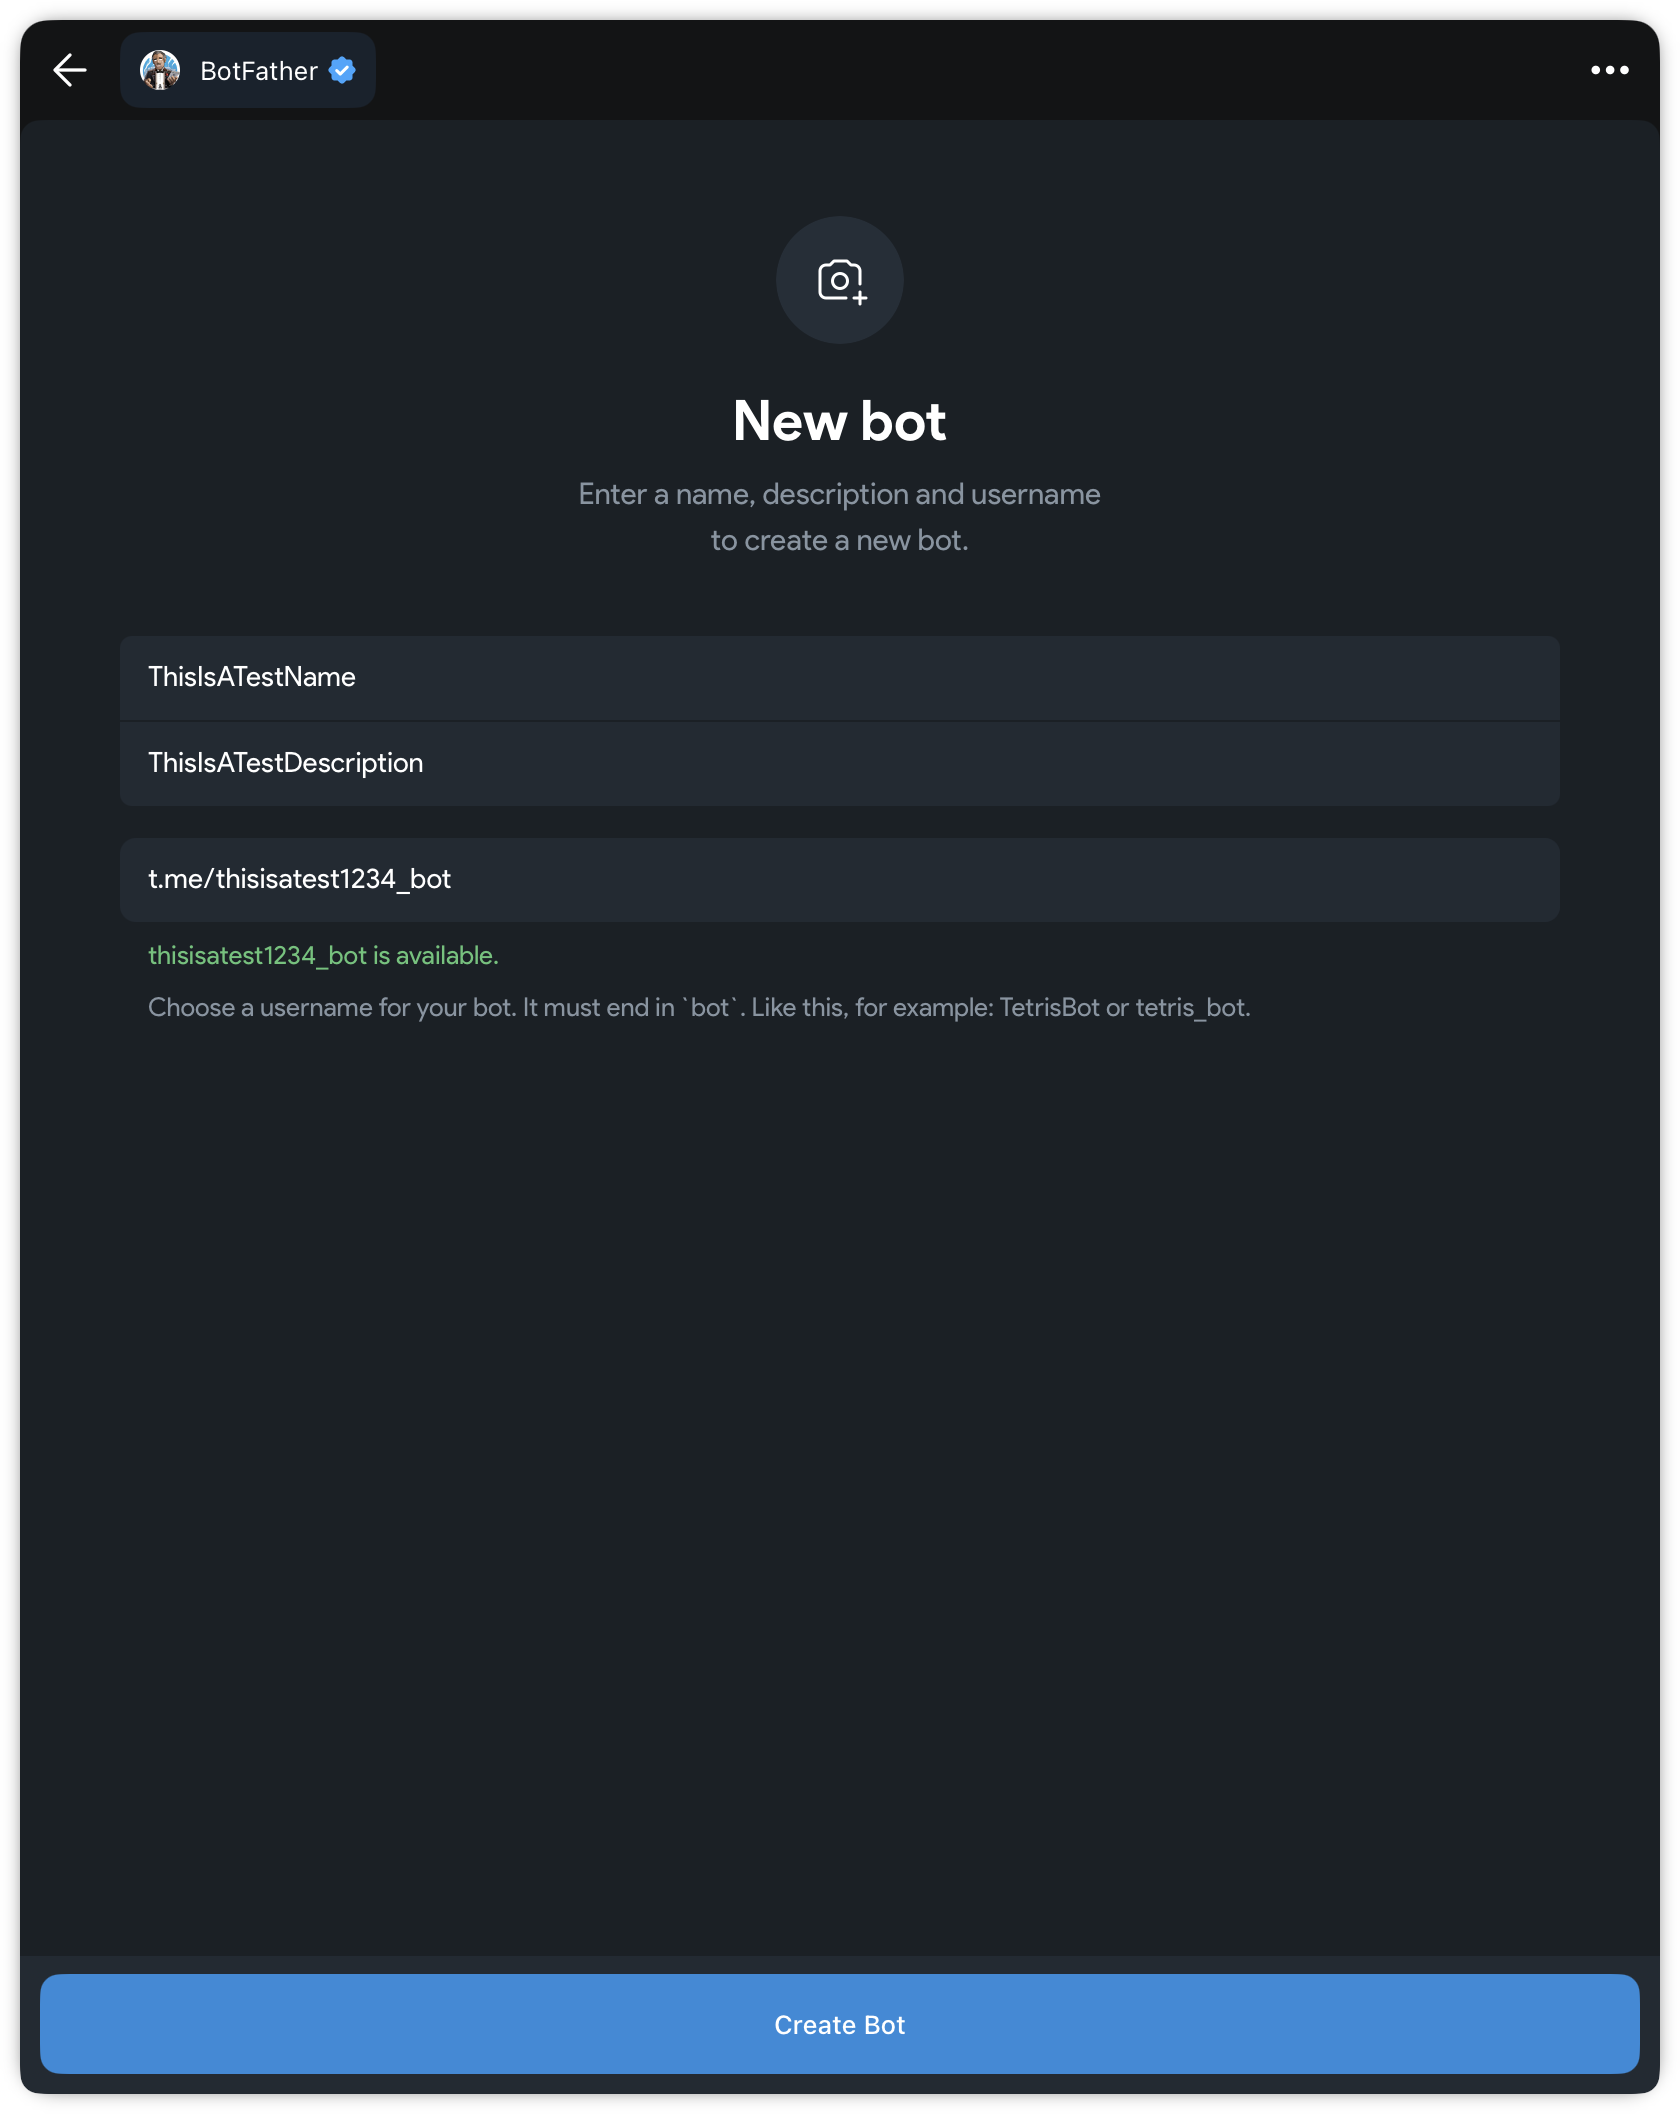 BotFather
New bot
Enter a name, description and username
to create a new bot.
ThisIsATestName
ThisIsATestDescription
t.me/thisisatest1234_bot
thisisatest1234_bot is available.
Choose a username for your bot. It must end in `bot`. Like this, for example: TetrisBot or tetris_bot.
Create Bot